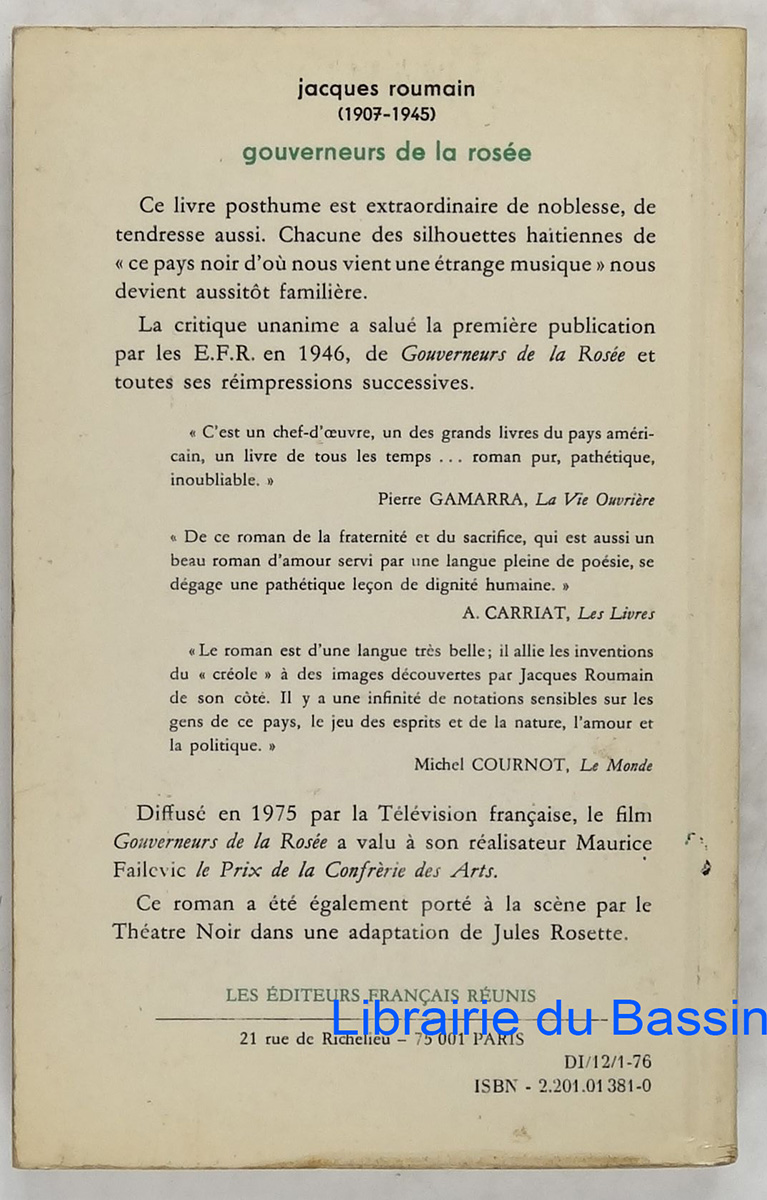 jacques roumain
(1907-1945)
gouverneurs de la rosée
Ce livre posthume est extraordinaire de noblesse, de
tendresse aussi. Chacune des silhouettes haïtiennes de
« ce pays noir d'où nous vient une étrange musique » nous
devient aussitôt familière.
La critique unanime a salué la première publication
par les E.F.R. en 1946, de Gouverneurs de la Rosée et
toutes ses réimpressions successives.
« C'est un chef-d'œuvre, un des grands livres du pays améri-
cain, un livre de tous les temps ... roman pur, pathétique,
inoubliable. »
Pierre GAMARRA, La Vie Ouvrière
« De ce roman de la fraternité et du sacrifice, qui est aussi un
beau roman d'amour servi par une langue pleine de poésie, se
dégage une pathétique leçon de dignité humaine. »
A. CARRIAT, Les Livres
« Le roman est d'une langue très belle; il allie les inventions
du « créole » à des images découvertes par Jacques Roumain
de son côté. Il y a une infinité de notations sensibles sur les
gens de ce pays, le jeu des esprits et de la nature, l'amour et
la politique. »
Michel COURNOT, Le Monde
Diffusé en 1975 par la Télévision française, le film
Gouverneurs de la Rosée a valu à son réalisateur Maurice
Failevic le Prix de la Confrèrie des Arts.
Ce roman a été également porté à la scène par le
Théatre Noir dans une adaptation de Jules Rosette.
LES ÉDITEURS FRANÇAIS RÉUNIS
Librairie du Bassin
21 rue de Richelieu – 75 001 PARIS
DI/12/1-76
ISBN - 2.201.01 381-0